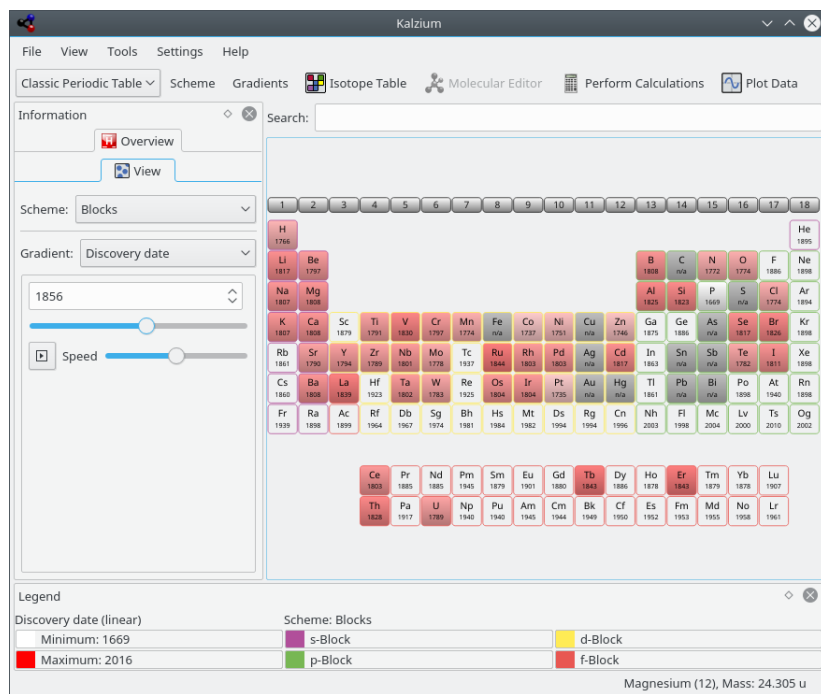 Kalzium
File View Tools Settings Help
Classic Periodic Table Scheme Gradients Isotope Table Molecular Editor Perform Calculations Plot Data
Information
Search:
Overview
View
Scheme: Blocks
Gradient: Discovery date
1856
Speed
1 2 3 4 5 6 7 8 9 10 11 12 13 14 15 16 17 18
H He
1766 1895
Li Be B C N O F Ne
1817 1797 1808 n/a 1772 1774 1886 1898
Na Mg Al Si P S Cl Ar
1807 1808 1825 1823 1669 n/a 1774 1894
K Ca Sc Ti V Cr Mn Fe Co Ni Cu Zn Ga Ge As Se Br Kr
1807 1808 1879 1791 1830 1797 1774 n/a 1737 1751 n/a 1746 1875 1886 n/a 1817 1826 1898
Rb Sr Y Zr Nb Mo Tc Ru Rh Pd Ag Cd In Sn Sb Te I Xe
1861 1790 1794 1789 1801 1778 1937 1844 1803 1803 n/a 1817 1863 n/a n/a 1782 1811 1898
Cs Ba La Hf Ta W Re Os Ir Pt Au Hg Tl Pb Bi Po At Rn
1860 1808 1839 1923 1802 1783 1925 1804 1804 1735 n/a n/a 1861 n/a n/a 1898 1940 1898
Fr Ra Ac Rf Db Sg Bh Hs Mt Ds Rg Cn Nh Fl Mc Lv Ts Og
1939 1898 1899 1964 1967 1974 1981 1984 1982 1994 1994 1996 2003 1998 2004 2000 2010 2002
Ce Pr Nd Pm Sm Eu Gd Tb Dy Ho Er Tm Yb Lu
1803 1885 1885 1945 1879 1901 1880 1843 1886 1878 1843 1879 1878 1907
Th Pa U Np Pu Am Cm Bk Cf Es Fm Md No Lr
1828 1917 1789 1940 1940 1945 1944 1949 1950 1952 1953 1955 1958 1961
Legend
Discovery date (linear) Scheme: Blocks
Minimum: 1669 s-Block d-Block
Maximum: 2016 p-Block f-Block
Magnesium (12), Mass: 24.305 u